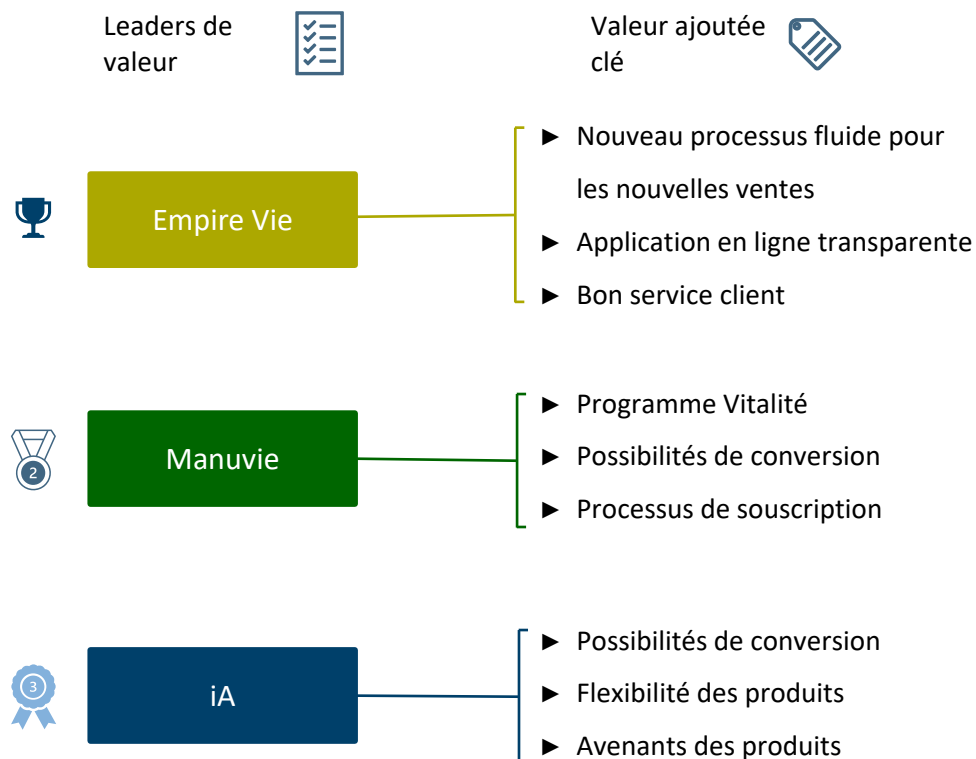 Leaders de
valeur
Valeur ajoutée
clé
Empire Vie
► Nouveau processus fluide pour
les nouvelles ventes
► Application en ligne transparente
► Bon service client
2
Manuvie
► Programme Vitalité
► Possibilités de conversion
► Processus de souscription
3
iA
► Possibilités de conversion
► Flexibilité des produits
► Avenants des produits